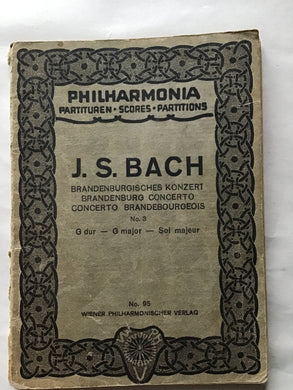 PHILHARMONIA
PARTITUREN · SCORES · PARTITIONS
J. S. BACH
BRANDENBURGISCHES KONZERT
BRANDENBURG CONCERTO
CONCERTO BRANDEBOURGEOIS
No. 3
G dur — G major — Sol majeur
No. 95
WIENER PHILHARMONISCHER VERLAG